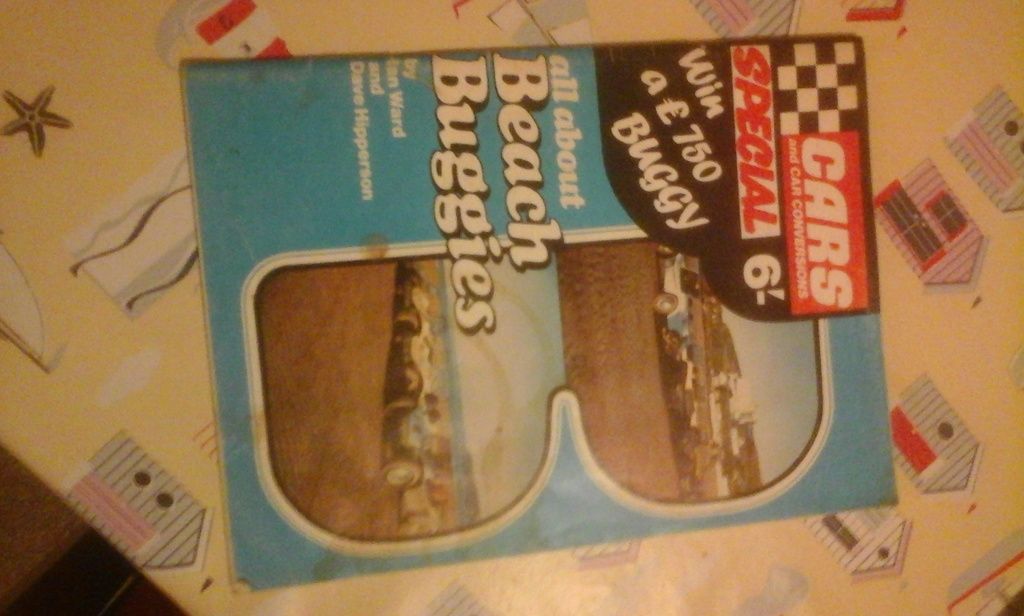 CARS
and CAR CONVERSIONS
SPECIAL 6'-
Win
a £750
BUGGY
all about
Beach
Buggies
by
Ian Ward
and
Dave Hipperson